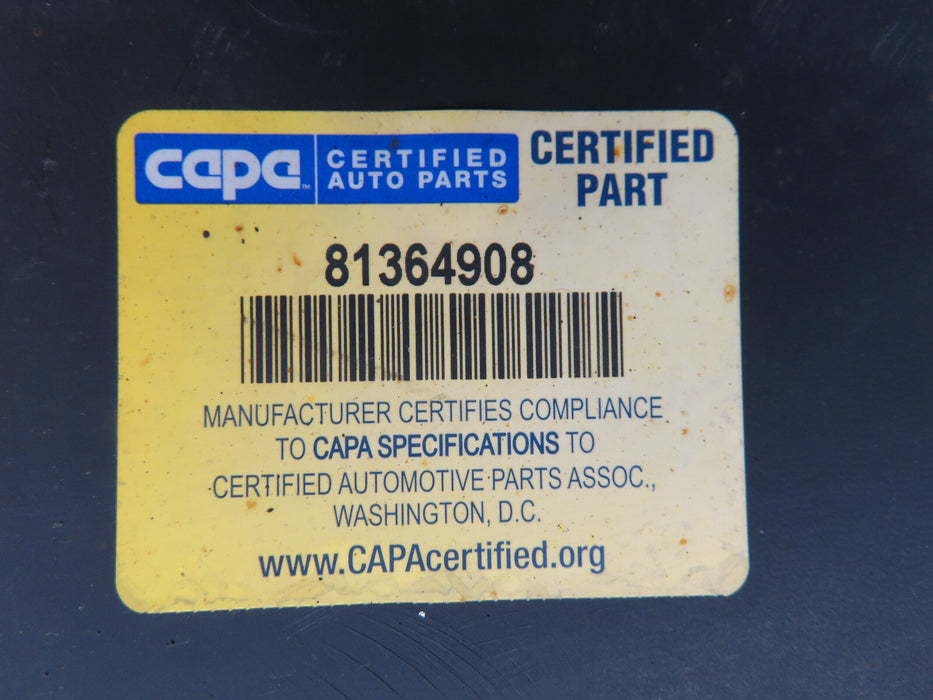 capa™ CERTIFIED AUTO PARTS
CERTIFIED PART
81364908
MANUFACTURER CERTIFIES COMPLIANCE
TO CAPA SPECIFICATIONS TO
CERTIFIED AUTOMOTIVE PARTS ASSOC.,
WASHINGTON, D.C.
www.CAPAcertified.org